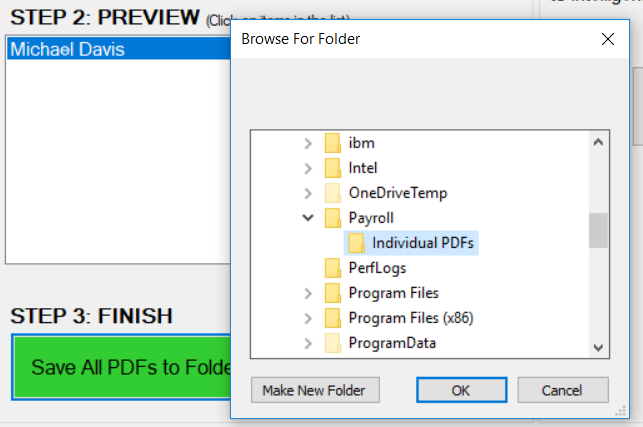 STEP 2: PREVIEW (Click on items in the list)
Michael Davis
Browse For Folder
ibm
Intel
OneDriveTemp
Payroll
Individual PDFs
PerfLogs
Program Files
Program Files (x86)
ProgramData
Make New Folder
OK
Cancel
STEP 3: FINISH
Save All PDFs to Folde